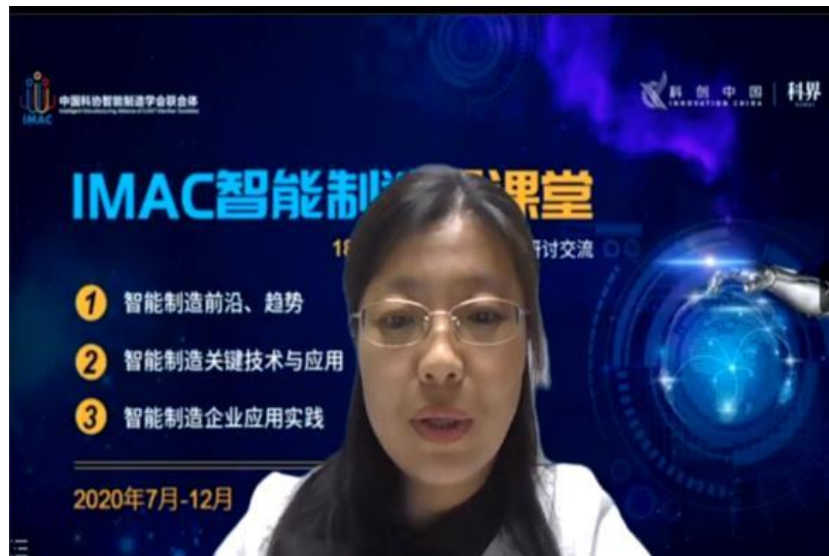 中国科协智能制造学会联合体
IMAC
科创中国
INNOVATION CHINA
科界
IMAC智能制 课堂
18 研讨交流
1 智能制造前沿、趋势
2 智能制造关键技术与应用
3 智能制造企业应用实践
2020年7月-12月